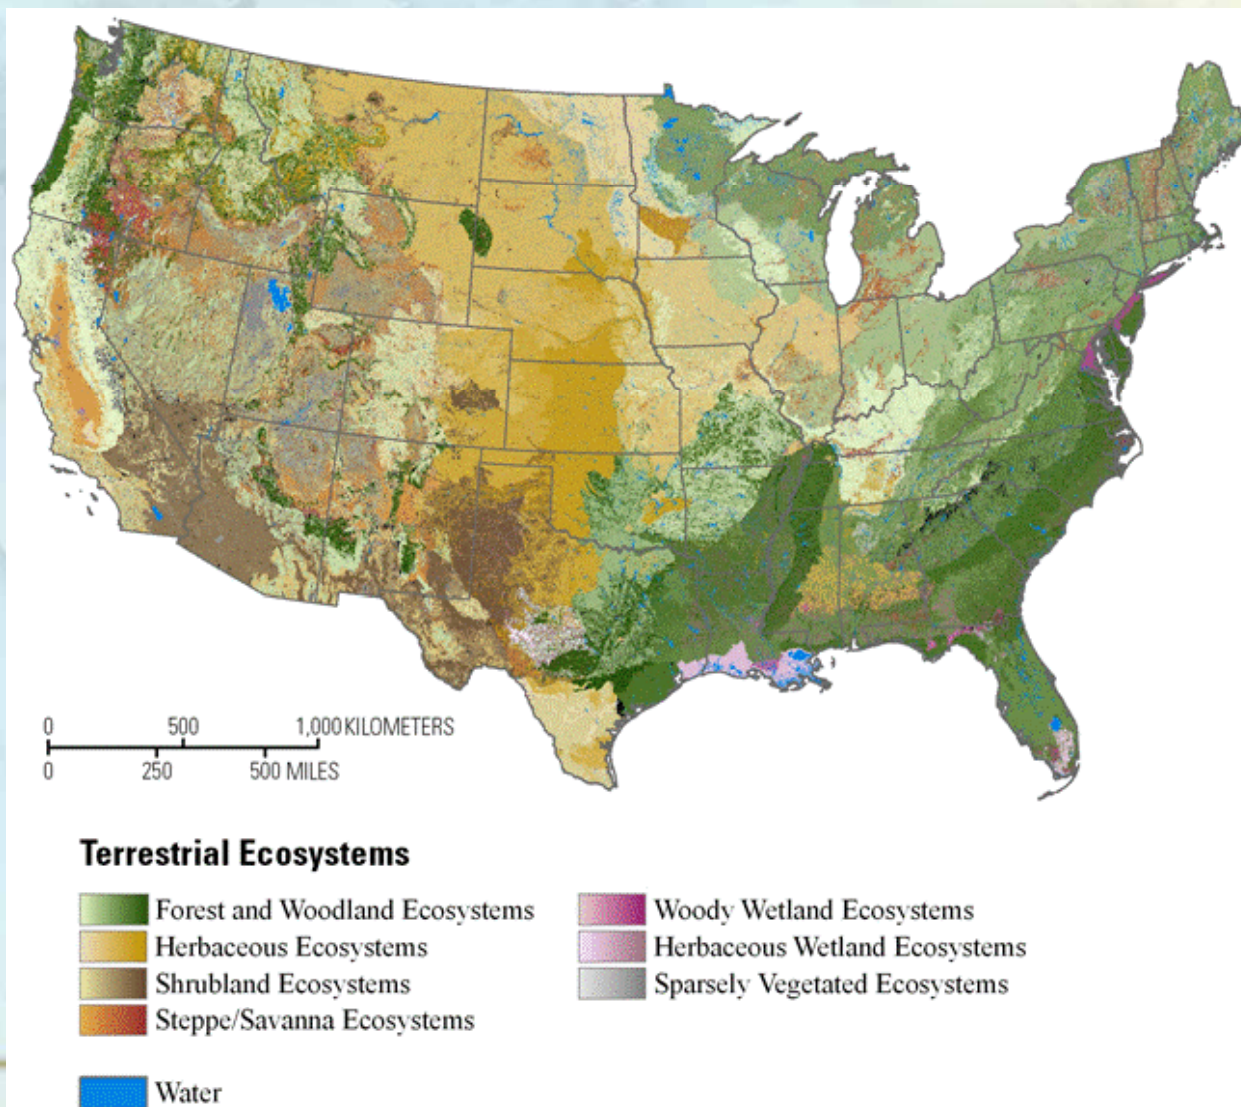 0 500 1,000 KILOMETERS
0 250 500 MILES
Terrestrial Ecosystems
Forest and Woodland Ecosystems
Herbaceous Ecosystems
Shrubland Ecosystems
Steppe/Savanna Ecosystems
Water
Woody Wetland Ecosystems
Herbaceous Wetland Ecosystems
Sparsely Vegetated Ecosystems